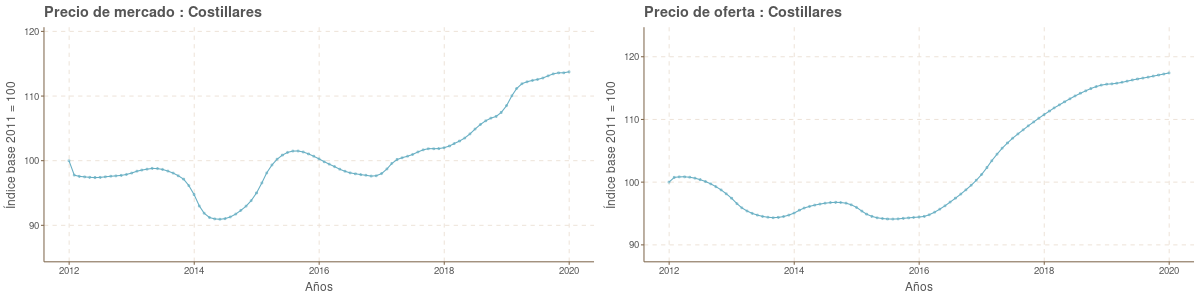 Precio de mercado : Costillares
Índice base 2011 = 100
120
110
100
90
2012 2014 2016 2018 2020
Años
Precio de oferta : Costillares
Índice base 2011 = 100
120
110
100
90
2012 2014 2016 2018 2020
Años